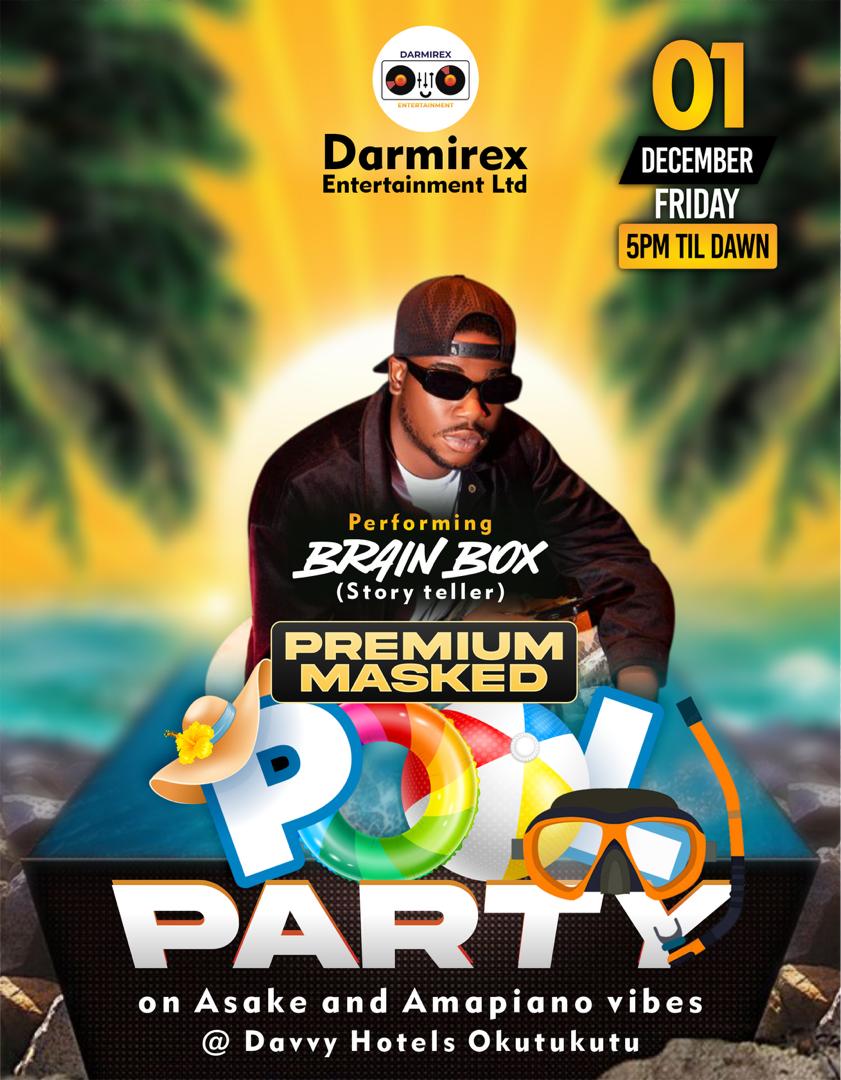 DARMIREX
ENTERTAINMENT
Darmirex
Entertainment Ltd
01
DECEMBER
FRIDAY
5PM TIL DAWN
Performing
BRAIN BOX
(Story teller)
PREMIUM
MASKED
POOL
PARTY
on Asake and Amapiano vibes
@ Davvy Hotels Okutukutu